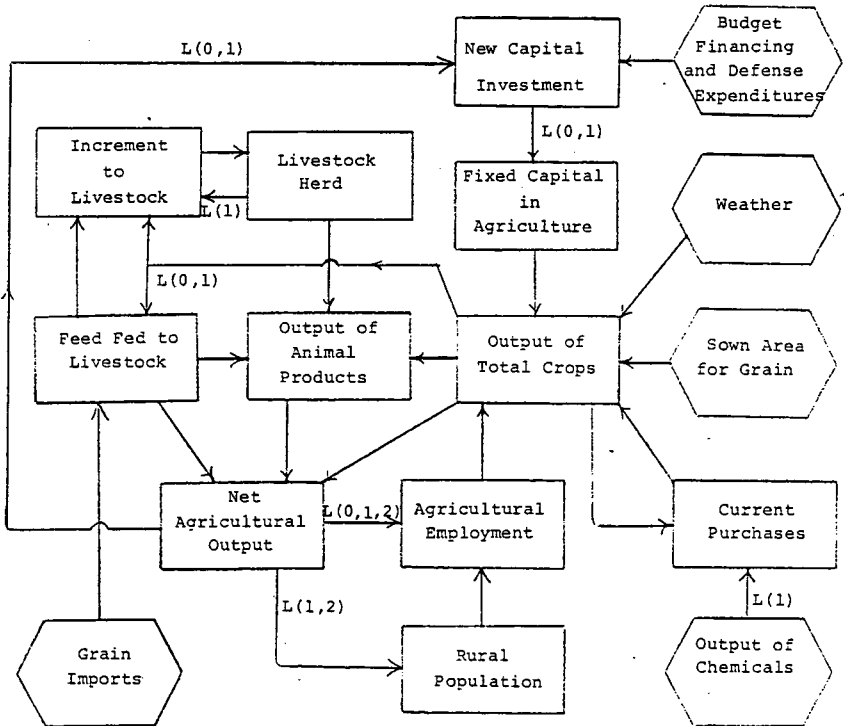 L(0,1)
New Capital
Investment
Budget
Financing
and Defense
Expenditures
L(0,1)
Increment
to
Livestock
Livestock
Herd
L(1)
Fixed Capital
in
Agriculture
Weather
L(0,1)
Feed Fed to
Livestock
Output of
Animal
Products
Output of
Total Crops
Sown Area
for Grain
Net
Agricultural
Output
L(0,1,2)
Agricultural
Employment
Current
Purchases
L(1,2)
L(1)
Grain
Imports
Rural
Population
Output of
Chemicals